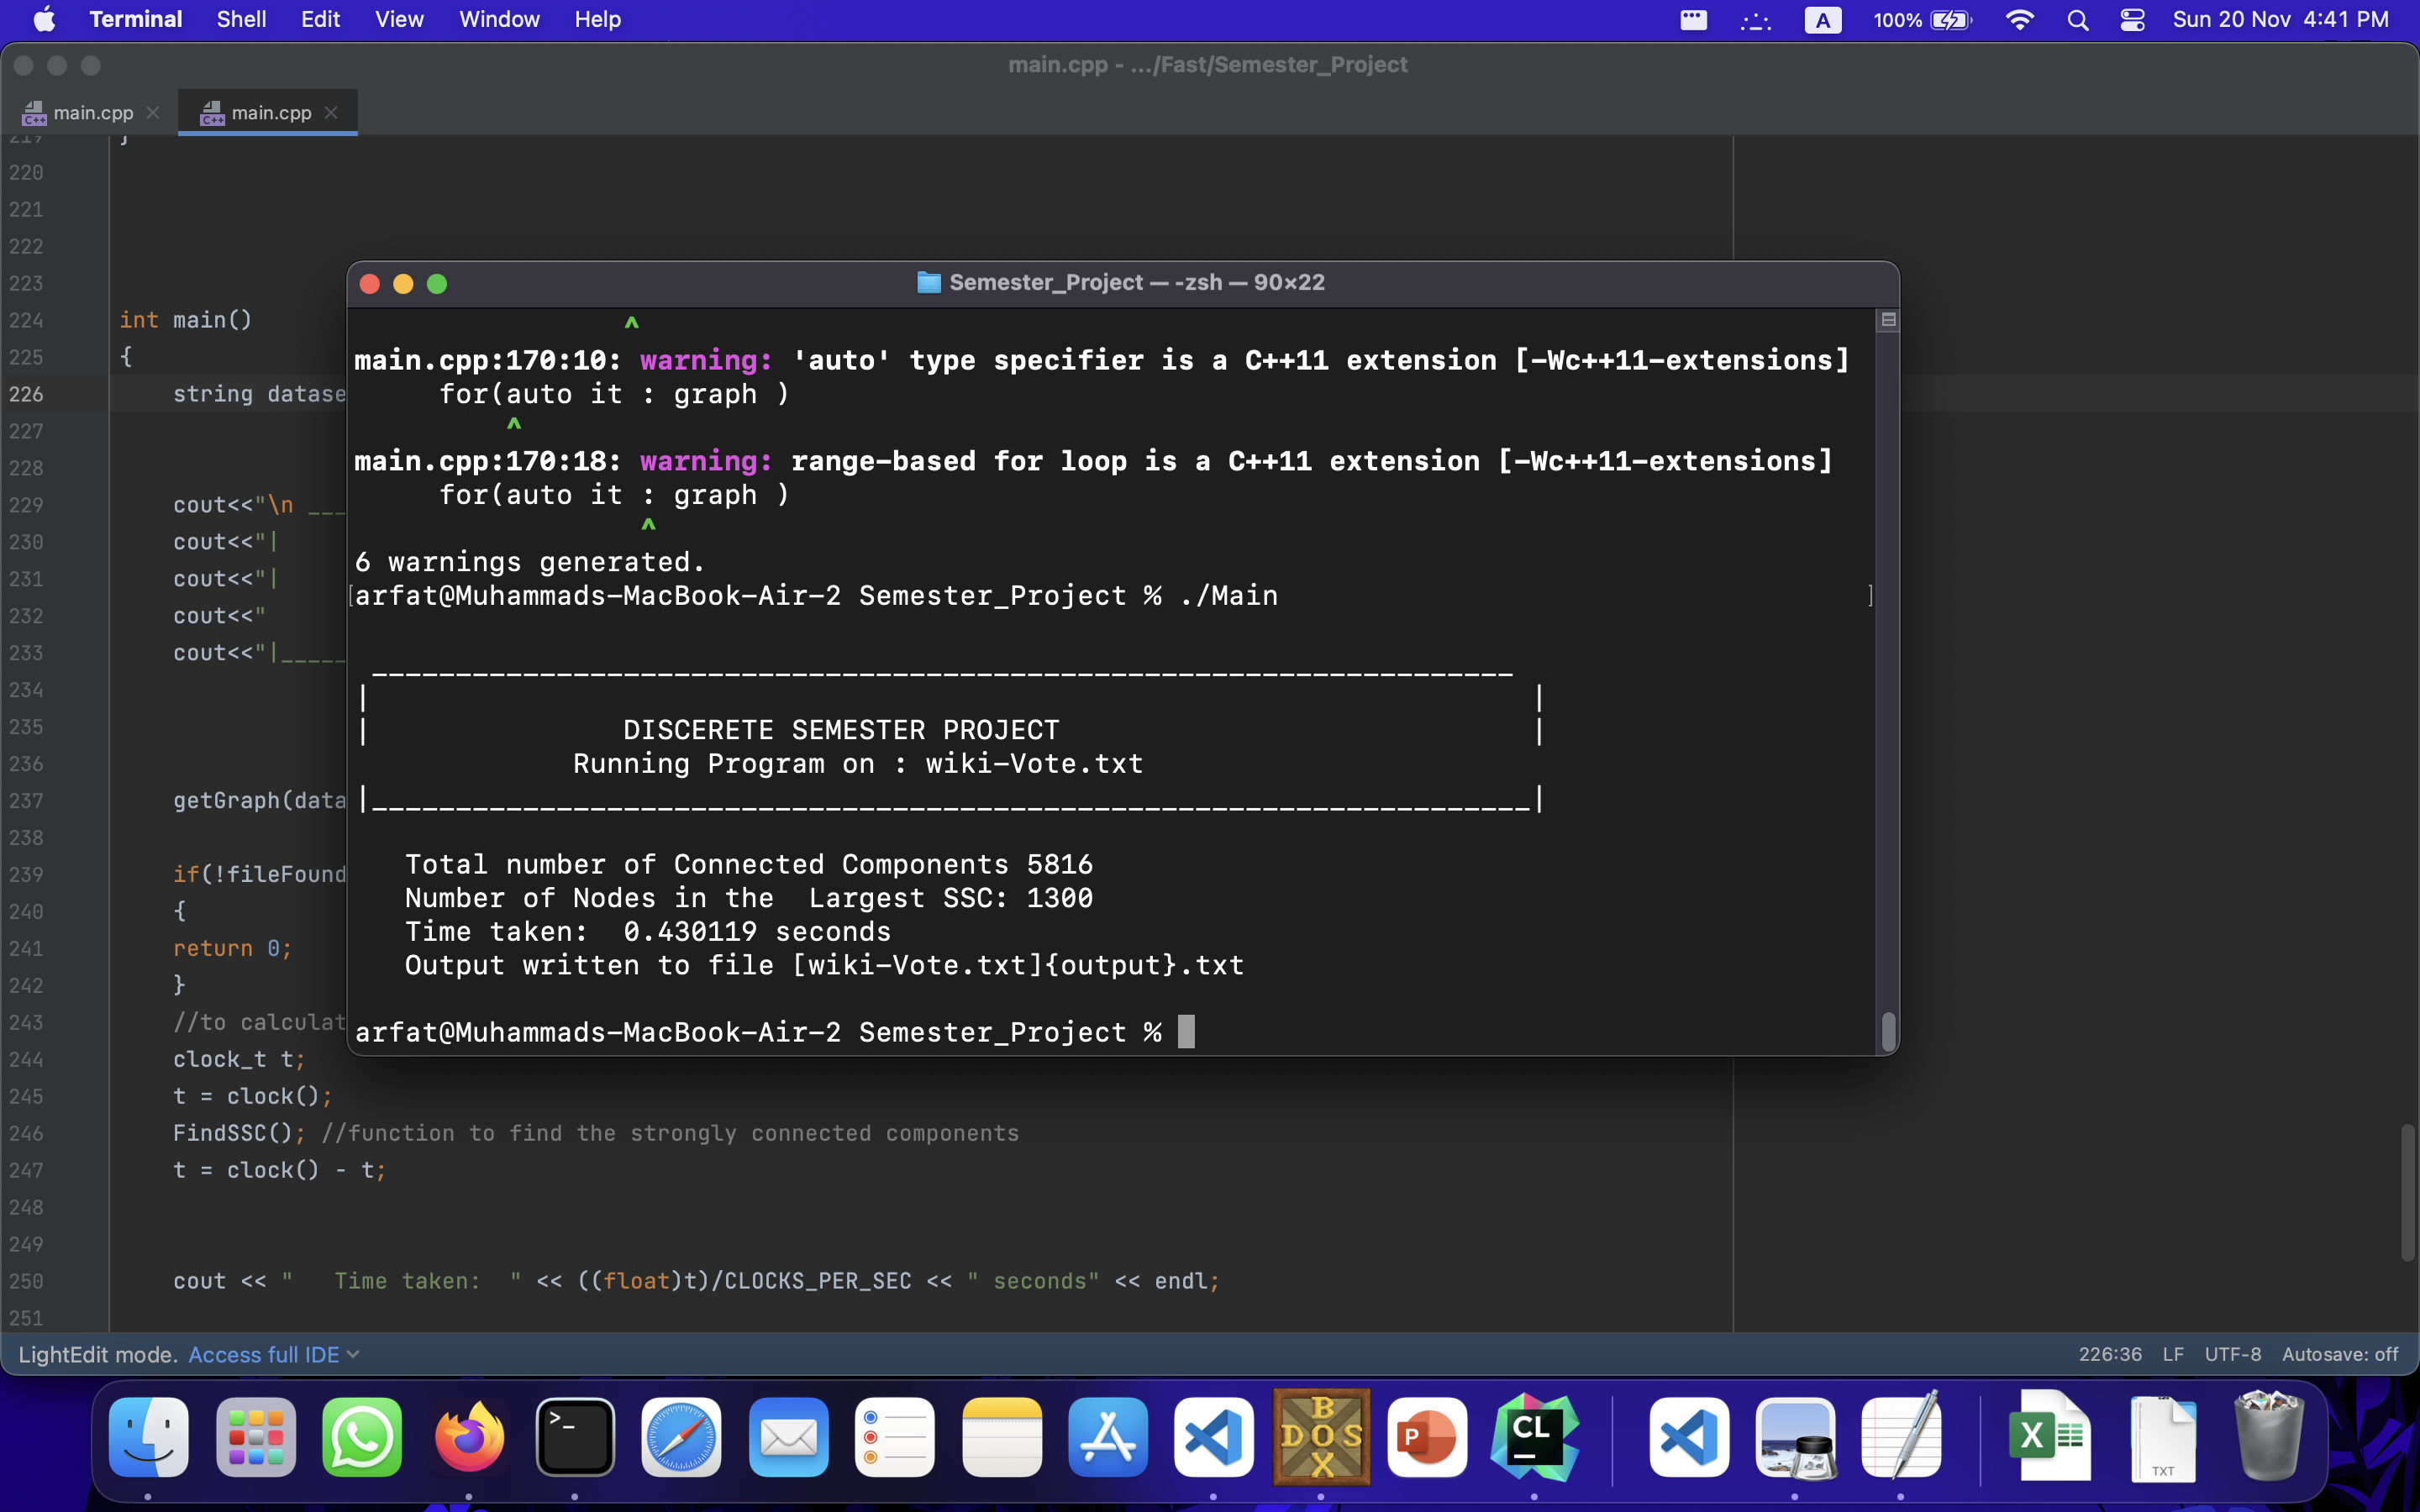 Terminal Shell Edit View Window Help A 100% Sun 20 Nov 4:41 PM
main.cpp - .../Fast/Semester_Project
C++ main.cpp C++ main.cpp
219 }
220
221
222
223
224 int main()
225 {
226 string datase
227
228
229 cout<<"\n ___
230 cout<<"|
231 cout<<"|
232 cout<<"
233 cout<<"|_____
234
235
236
237 getGraph(data
238
239 if(!fileFound
240 {
241 return 0;
242 }
243 //to calculat
244 clock_t t;
245 t = clock();
246 FindSSC(); //function to find the strongly connected components
247 t = clock() - t;
248
249
250 cout << "   Time taken:  " << ((float)t)/CLOCKS_PER_SEC << " seconds" << endl;
251
Semester_Project — -zsh — 90×22
^
main.cpp:170:10: warning: 'auto' type specifier is a C++11 extension [-Wc++11-extensions]
for(auto it : graph )
^
main.cpp:170:18: warning: range-based for loop is a C++11 extension [-Wc++11-extensions]
for(auto it : graph )
^
6 warnings generated.
[arfat@Muhammads-MacBook-Air-2 Semester_Project % ./Main ]
____________________________________________________________________
| |
| DISCERETE SEMESTER PROJECT |
Running Program on : wiki-Vote.txt
|_____________________________________________________________________|
Total number of Connected Components 5816
Number of Nodes in the  Largest SSC: 1300
Time taken:  0.430119 seconds
Output written to file [wiki-Vote.txt]{output}.txt
arfat@Muhammads-MacBook-Air-2 Semester_Project %
LightEdit mode. Access full IDE 226:36 LF UTF-8 Autosave: off
>_ BOX DOS P CL X TXT